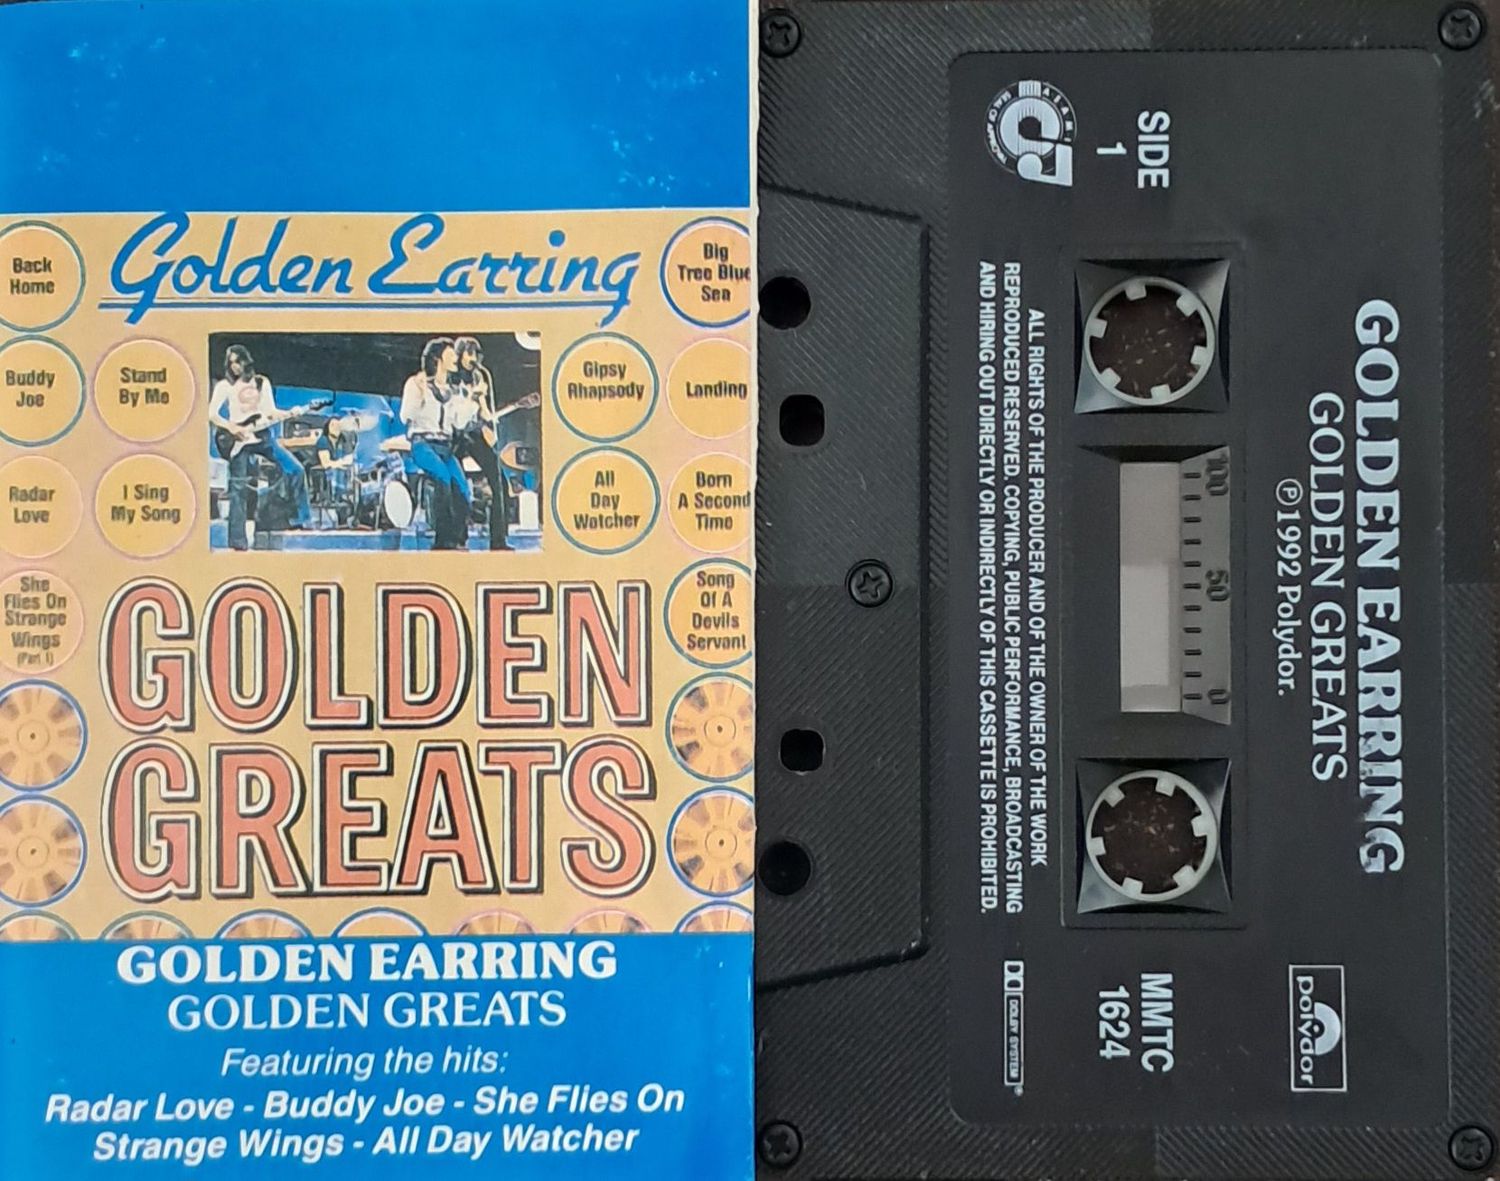 Golden Earring
Back
Home
Big
Tree Blue
Sea
Buddy
Joe
Stand
By Me
Gipsy
Rhapsody
Landing
Radar
Love
I Sing
My Song
All
Day
Watcher
Born
A Second
Time
She
Flies On
Strange
Wings
(Part 1)
Song
Of A
Devils
Servant
GOLDEN
GREATS
GOLDEN EARRING
GOLDEN GREATS
Featuring the hits:
Radar Love - Buddy Joe - She Flies On
Strange Wings - All Day Watcher
GOLDEN EARRING
GOLDEN GREATS
℗1992 Polydor.
SIDE
1
100 50 0
ALL RIGHTS OF THE PRODUCER AND OF THE OWNER OF THE WORK
REPRODUCED RESERVED. COPYING, PUBLIC PERFORMANCE, BROADCASTING
AND HIRING OUT DIRECTLY OR INDIRECTLY OF THIS CASSETTE IS PROHIBITED.
polydor
MMTC
1624
DOLBY SYSTEM®